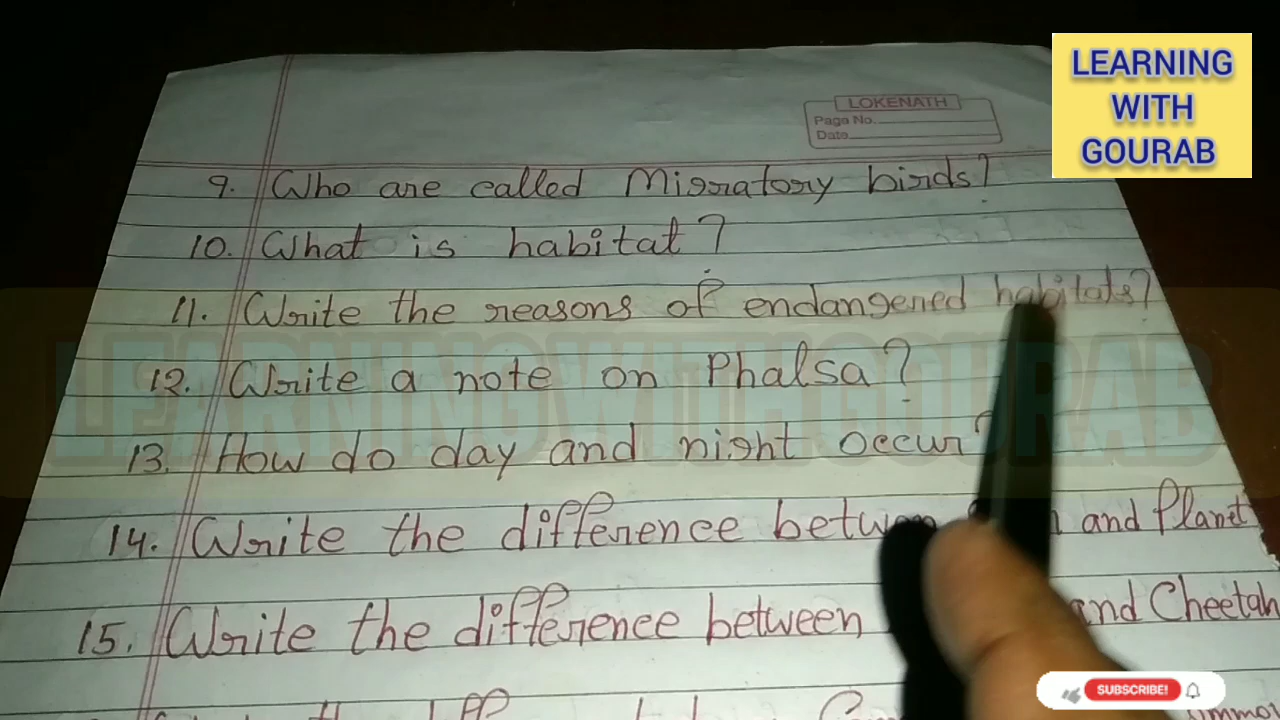 LEARNING
WITH
GOURAB
LOKENATH
Page No.
Date
9. Who are called Migratory birds?
10. What is habitat?
11. Write the reasons of endangered habitats?
12. Write a note on Phalsa?
13. How do day and night occur?
14. Write the difference between and Planet
15. Write the difference between and Cheetah
LEARNINGWITHGOURAB
SUBSCRIBE!